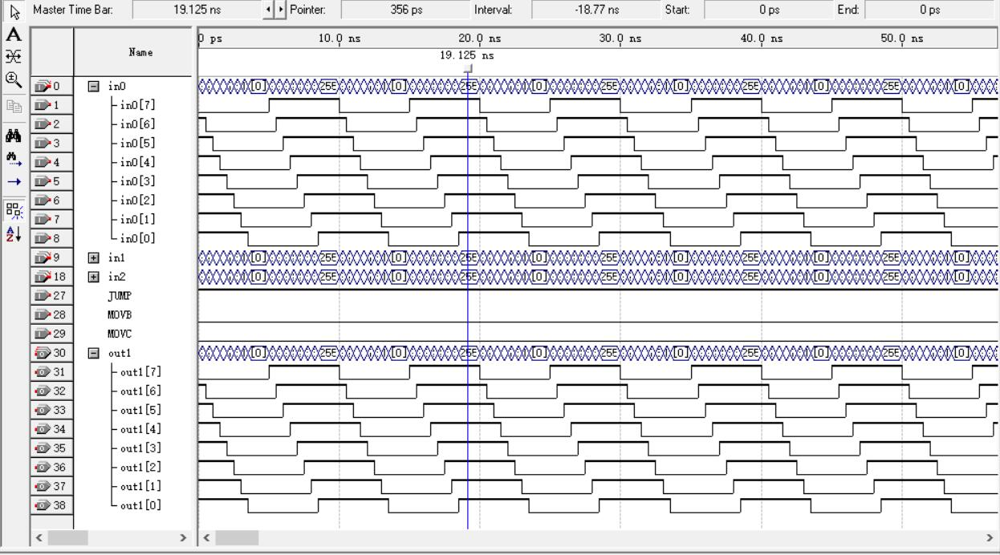 Master Time Bar: 19.125 ns Pointer: 356 ps Interval: -18.77 ns Start: 0 ps End: 0 ps
Name
0 ps 10.0 ns 20.0 ns 30.0 ns 40.0 ns 50.0 ns
19.125 ns
0 in0 [0] 255 [0] 255 [0] 255 [0] 255 [0] 255 [0]
1 in0[7]
2 in0[6]
3 in0[5]
4 in0[4]
5 in0[3]
6 in0[2]
7 in0[1]
8 in0[0]
9 in1 [0] 255 [0] 255 [0] 255 [0] 255 [0] 255 [0]
18 in2 [0] 255 [0] 255 [0] 255 [0] 255 [0] 255 [0]
27 JUMP
28 MOVB
29 MOVC
30 out1 [0] 255 [0] 255 [0] 255 [0] 255 [0] 255 [0]
31 out1[7]
32 out1[6]
33 out1[5]
34 out1[4]
35 out1[3]
36 out1[2]
37 out1[1]
38 out1[0]